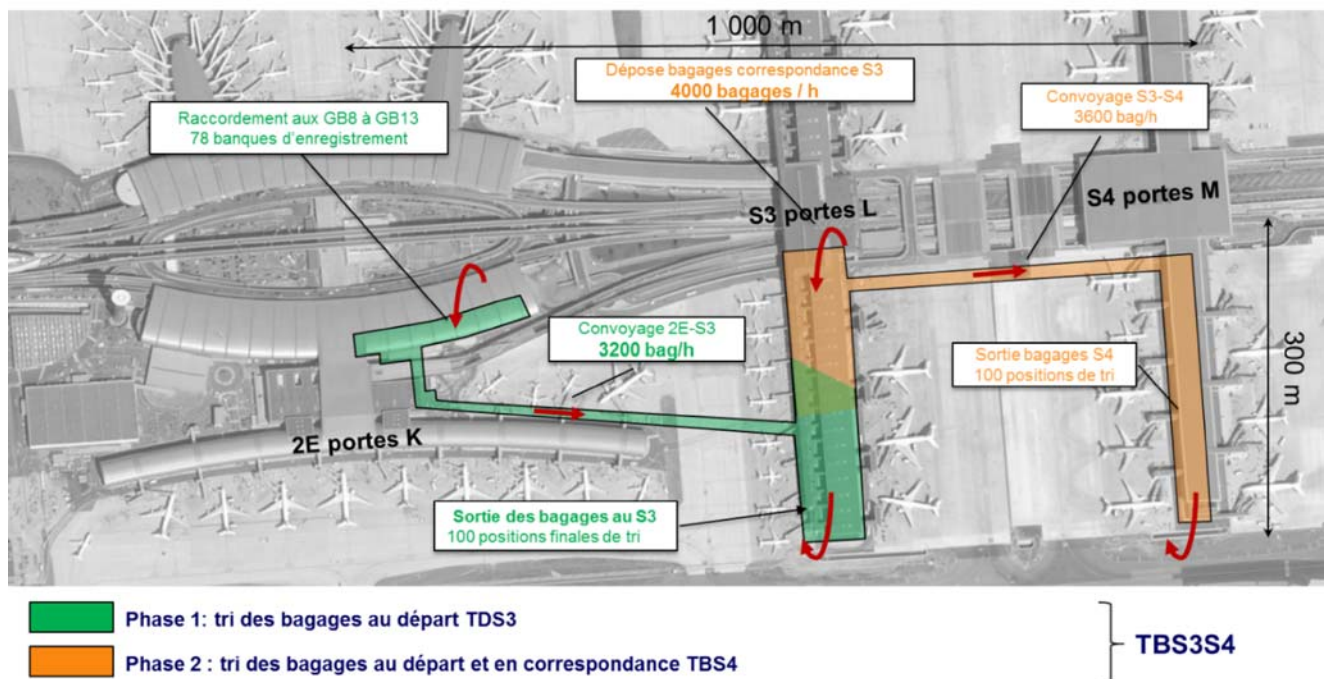 1 000 m
Dépose bagages correspondance S3
4000 bagages / h
Convoyage S3-S4
3600 bag/h
Raccordement aux GB8 à GB13
78 banques d'enregistrement
S4 portes M
S3 portes L
Convoyage 2E-S3
3200 bag/h
300 m
Sortie bagages S4
100 positions de tri
2E portes K
Sortie des bagages au S3
100 positions finales de tri
Phase 1: tri des bagages au départ TDS3
Phase 2 : tri des bagages au départ et en correspondance TBS4
TBS3S4